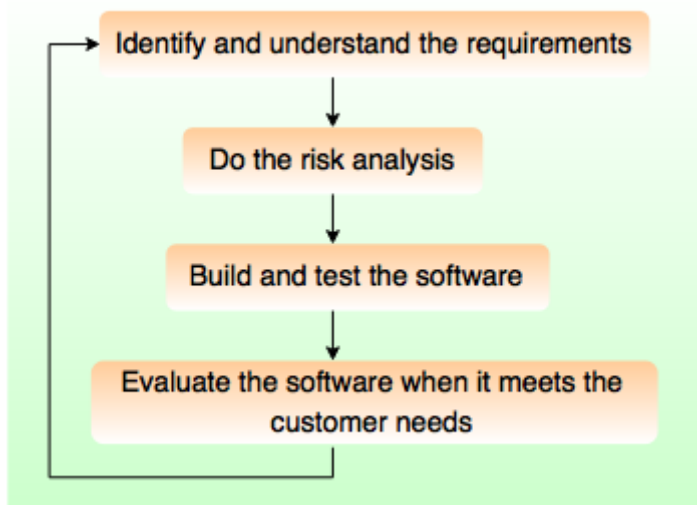 Identify and understand the requirements
Do the risk analysis
Build and test the software
Evaluate the software when it meets the
customer needs